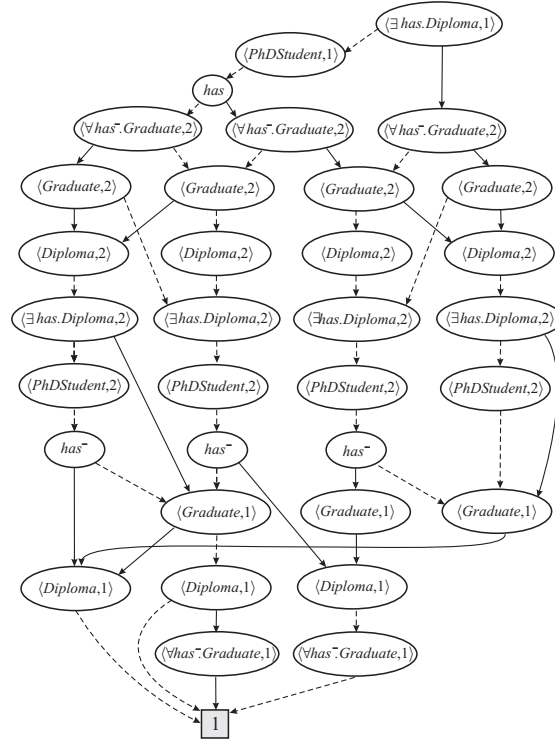 ⟨∃ has.Diploma,1⟩
⟨PhDStudent,1⟩
has
⟨∀ has⁻.Graduate,2⟩ ⟨∀ has⁻.Graduate,2⟩ ⟨∀ has⁻.Graduate,2⟩
⟨Graduate,2⟩ ⟨Graduate,2⟩ ⟨Graduate,2⟩ ⟨Graduate,2⟩
⟨Diploma,2⟩ ⟨Diploma,2⟩ ⟨Diploma,2⟩ ⟨Diploma,2⟩
⟨∃ has.Diploma,2⟩ ⟨∃ has.Diploma,2⟩ ⟨∃has.Diploma,2⟩ ⟨∃ has.Diploma,2⟩
⟨PhDStudent,2⟩ ⟨PhDStudent,2⟩ ⟨PhDStudent,2⟩ ⟨PhDStudent,2⟩
has⁻ has⁻ has⁻
⟨Graduate,1⟩ ⟨Graduate,1⟩ ⟨Graduate,1⟩
⟨Diploma,1⟩ ⟨Diploma,1⟩ ⟨Diploma,1⟩
⟨∀ has⁻.Graduate,1⟩ ⟨∀ has⁻.Graduate,1⟩
1